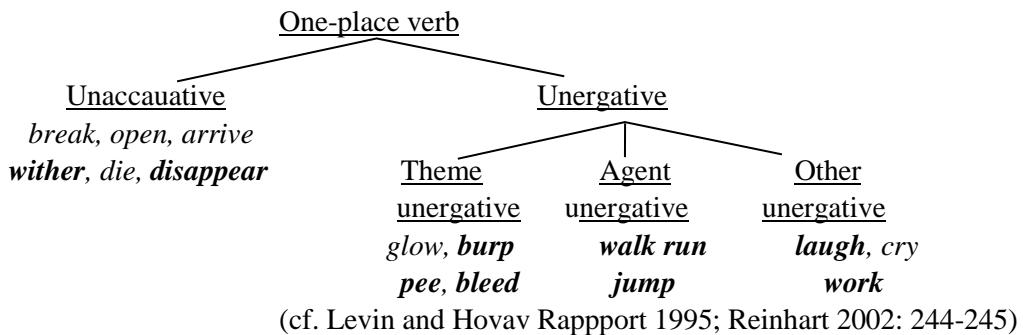 One-place verb
Unaccauative Unergative
break, open, arrive
wither, die, disappear Theme Agent Other
unergative unergative unergative
glow, burp walk run laugh, cry
pee, bleed jump work
(cf. Levin and Hovav Rappport 1995; Reinhart 2002: 244-245)